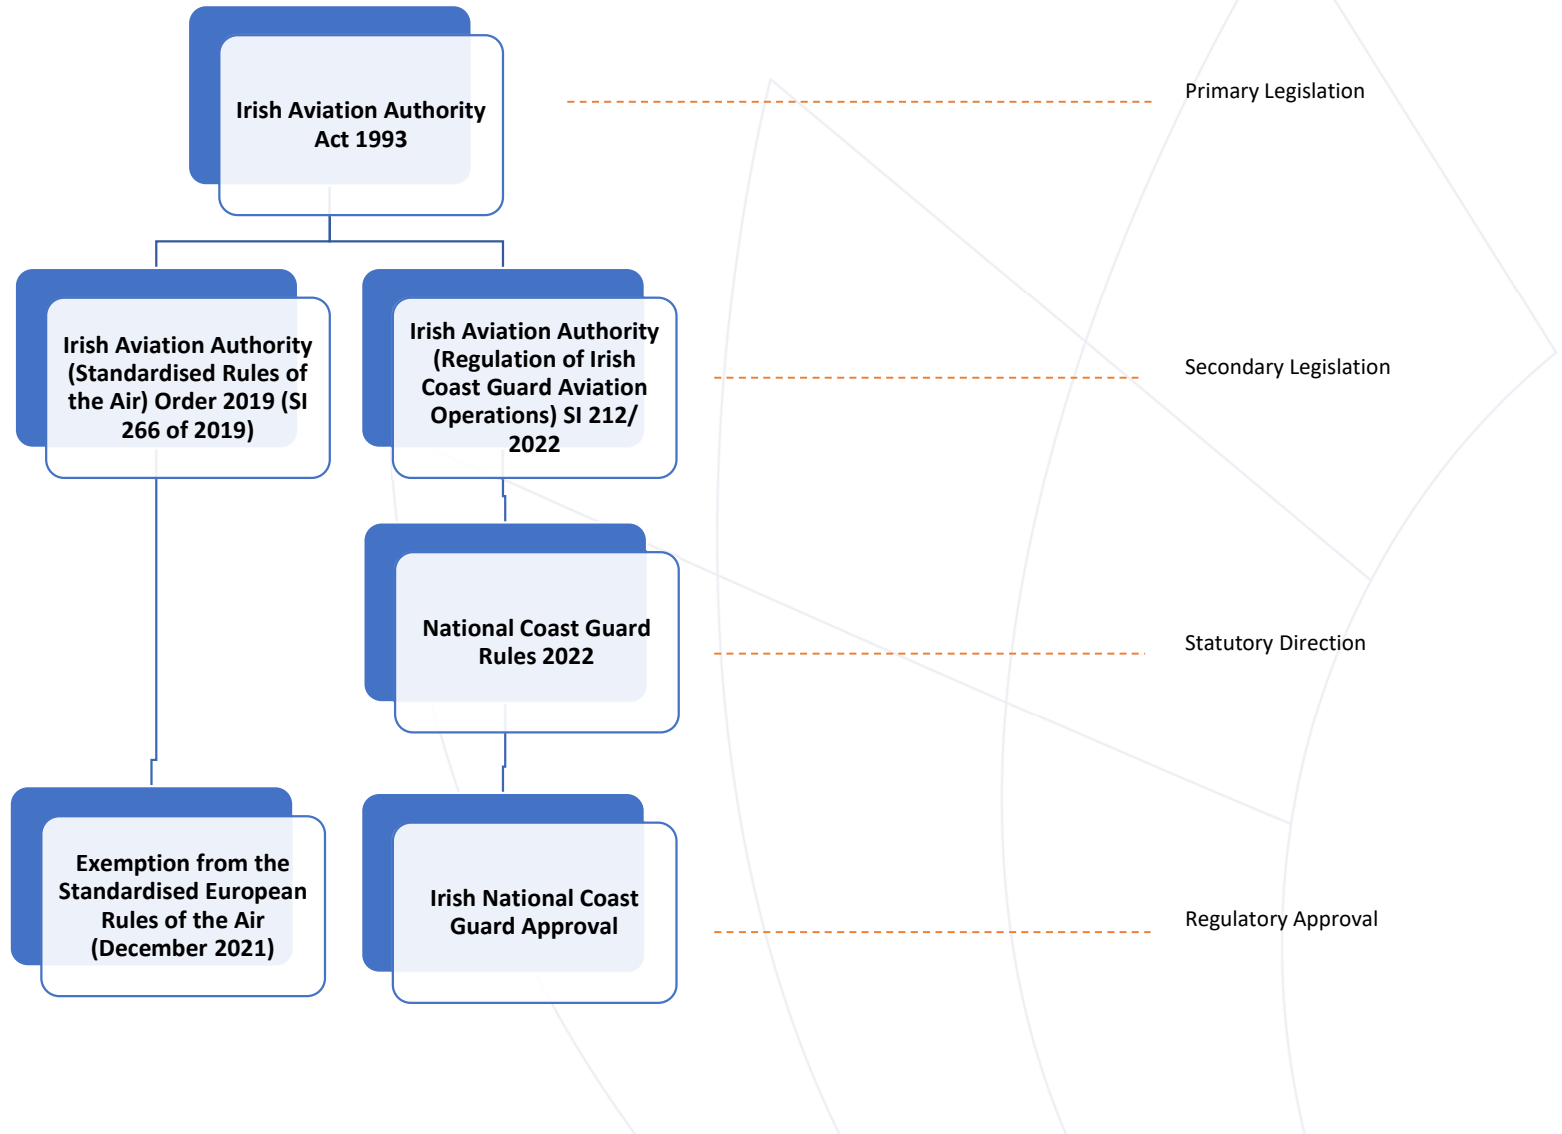 Irish Aviation Authority
Act 1993
Primary Legislation
Irish Aviation Authority
(Standardised Rules of
the Air) Order 2019 (SI
266 of 2019)
Irish Aviation Authority
(Regulation of Irish
Coast Guard Aviation
Operations) SI 212/
2022
Secondary Legislation
National Coast Guard
Rules 2022
Statutory Direction
Exemption from the
Standardised European
Rules of the Air
(December 2021)
Irish National Coast
Guard Approval
Regulatory Approval